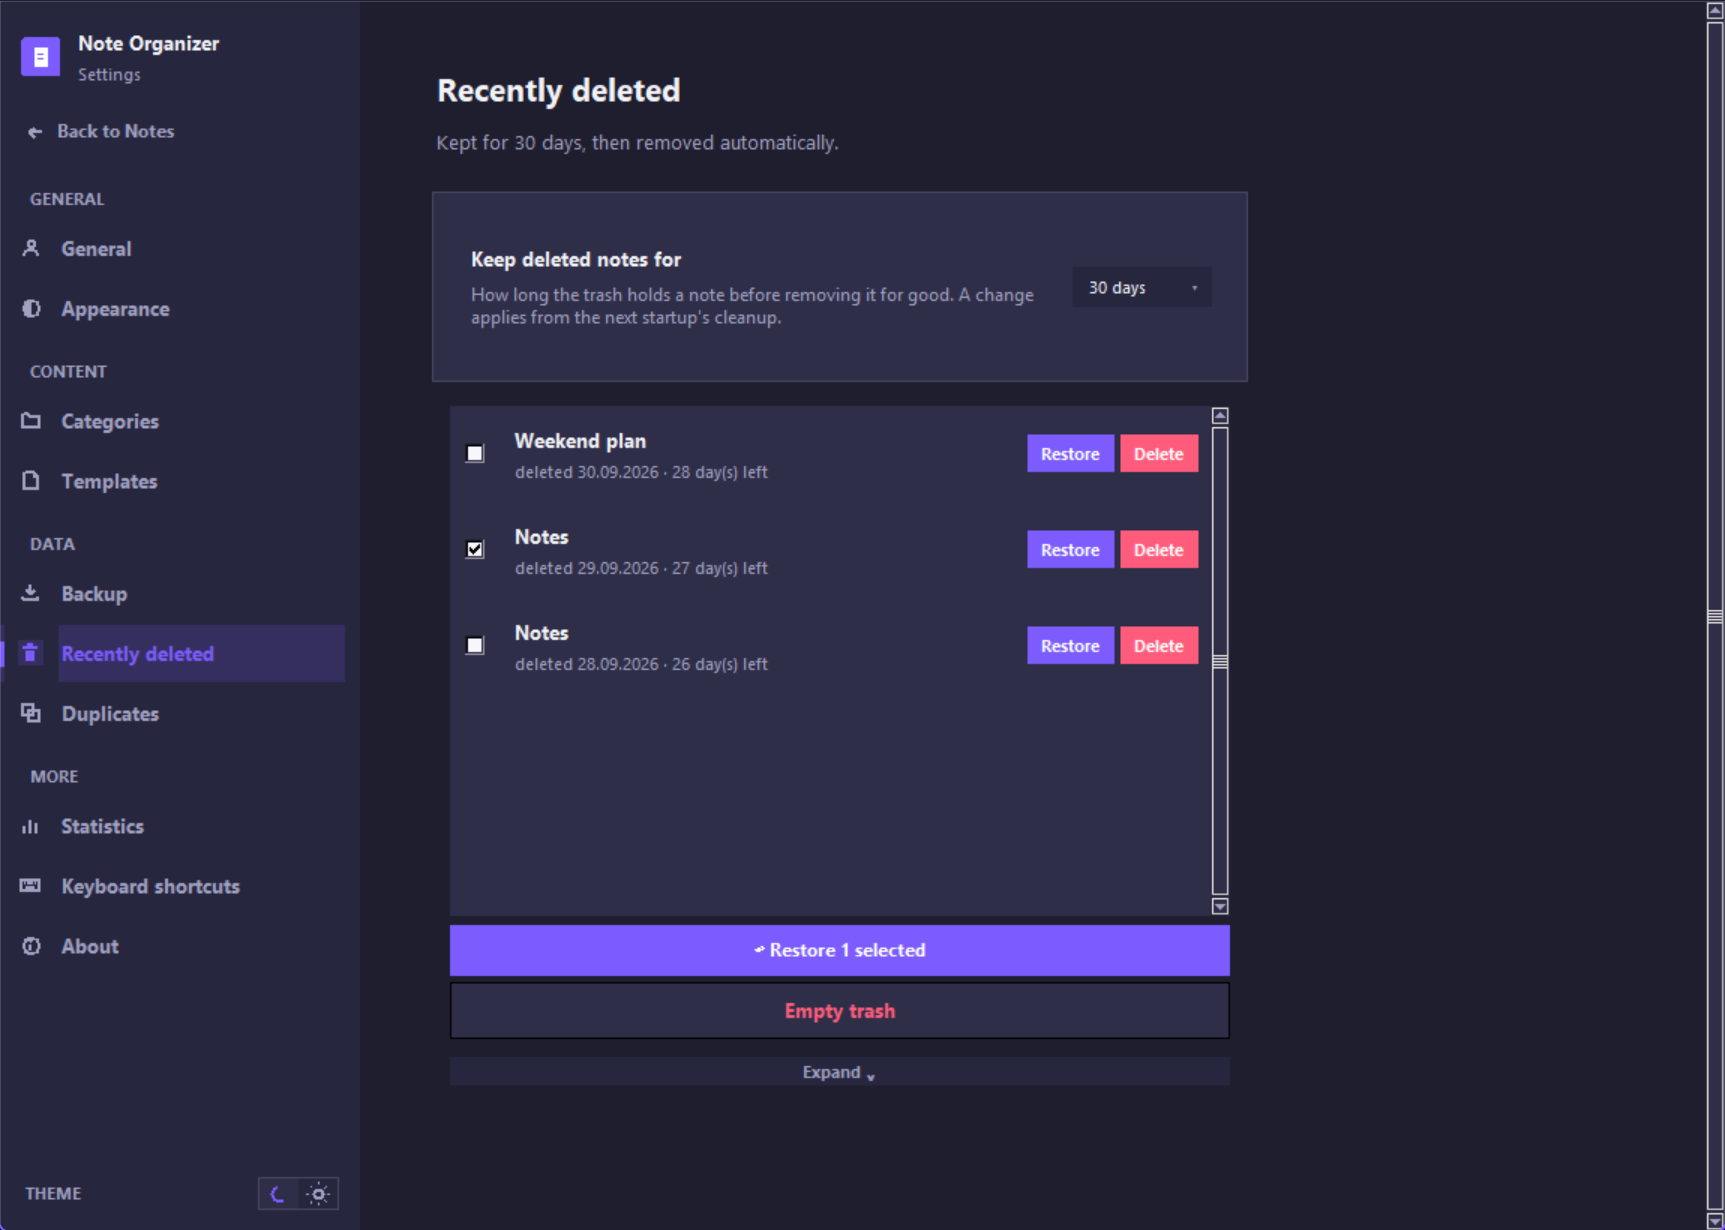 Note Organizer
Settings
Back to Notes
GENERAL
General
Appearance
CONTENT
Categories
Templates
DATA
Backup
Recently deleted
Duplicates
MORE
Statistics
Keyboard shortcuts
About
THEME
Recently deleted
Kept for 30 days, then removed automatically.
Keep deleted notes for
How long the trash holds a note before removing it for good. A change
applies from the next startup's cleanup.
30 days
Weekend plan
deleted 30.09.2026 · 28 day(s) left
Restore
Delete
Notes
deleted 29.09.2026 · 27 day(s) left
Restore
Delete
Notes
deleted 28.09.2026 · 26 day(s) left
Restore
Delete
Restore 1 selected
Empty trash
Expand